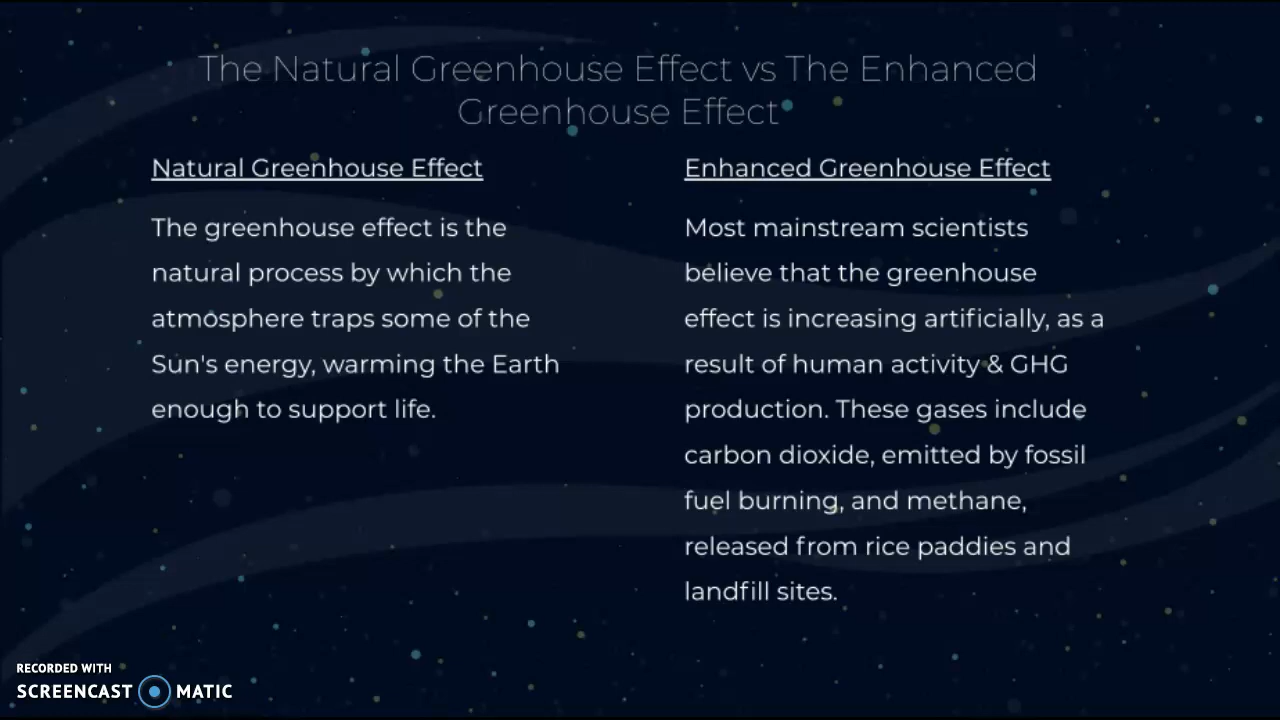 The Natural Greenhouse Effect vs The Enhanced
Greenhouse Effect
Natural Greenhouse Effect
The greenhouse effect is the
natural process by which the
atmosphere traps some of the
Sun's energy, warming the Earth
enough to support life.
Enhanced Greenhouse Effect
Most mainstream scientists
believe that the greenhouse
effect is increasing artificially, as a
result of human activity & GHG
production. These gases include
carbon dioxide, emitted by fossil
fuel burning, and methane,
released from rice paddies and
landfill sites.
RECORDED WITH
SCREENCAST MATIC